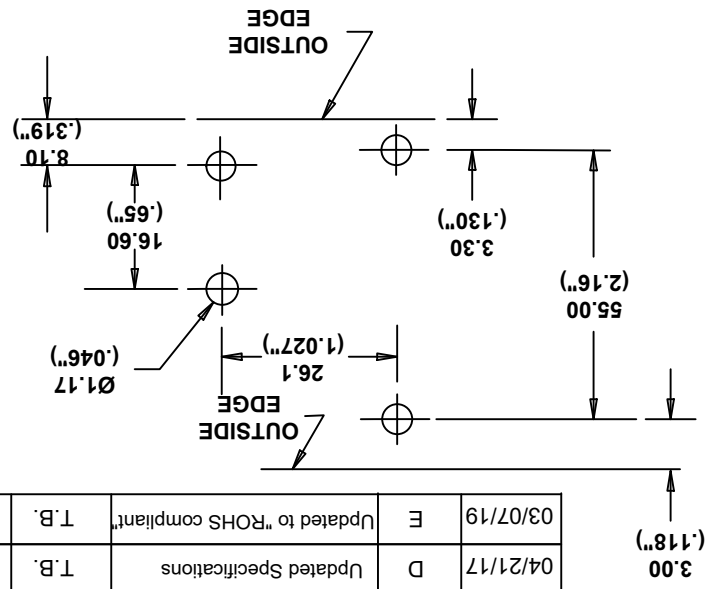 3.00
(.118")
04/21/17 D Updated Specifications T.B.
03/07/19 E Updated to "ROHS compliant" T.B.
OUTSIDE
EDGE
26.1
(1.027")
Ø1.17
(.046")
55.00
(2.16")
3.30
(.130")
16.60
(.65")
8.10
(.319")
OUTSIDE
EDGE